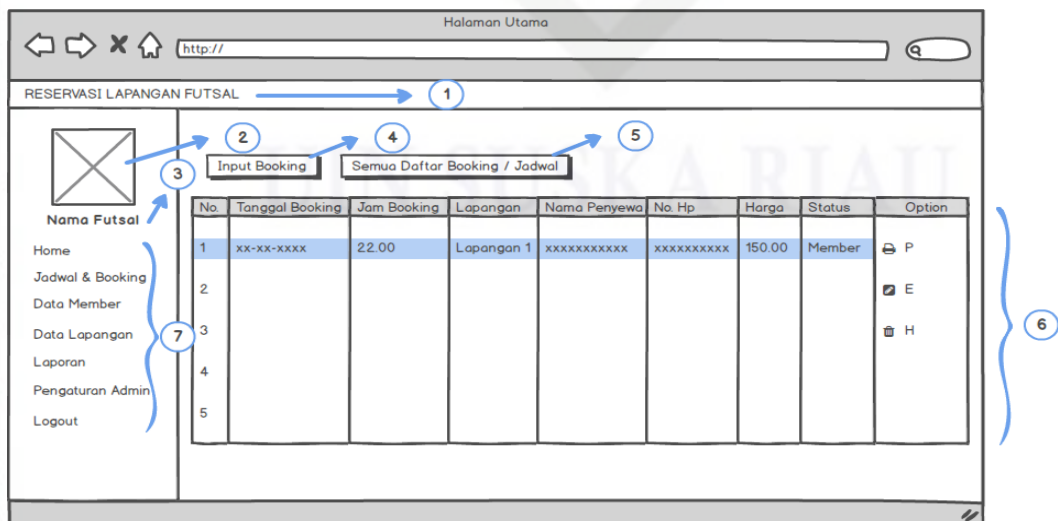 Halaman Utama
http://
RESERVASI LAPANGAN FUTSAL
1
2
4
5
3
Input Booking
Semua Daftar Booking / Jadwal
UIN SUSKA RIAU
Nama Futsal
Home
Jadwal & Booking
Data Member
Data Lapangan
Laporan
Pengaturan Admin
Logout
7
No. Tanggal Booking Jam Booking Lapangan Nama Penyewa No. Hp Harga Status Option
1 xx-xx-xxxx 22.00 Lapangan 1 xxxxxxxxxxx xxxxxxxxxx 150.00 Member P
2 E
3 H
4
5
6